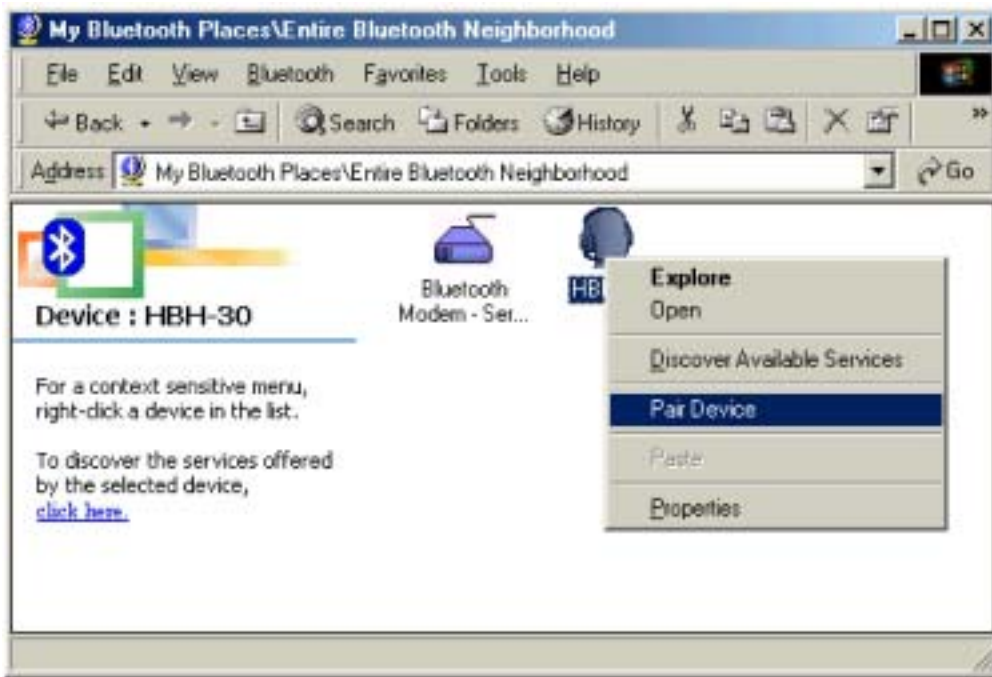 My Bluetooth Places\Entire Bluetooth Neighborhood
File Edit View Bluetooth Favorites Tools Help
Back Search Folders History »
Address My Bluetooth Places\Entire Bluetooth Neighborhood Go
Device : HBH-30
For a context sensitive menu,
right-click a device in the list.
To discover the services offered
by the selected device,
click here.
Bluetooth
Modem - Ser...
Explore
Open
Discover Available Services
Pair Device
Paste
Properties